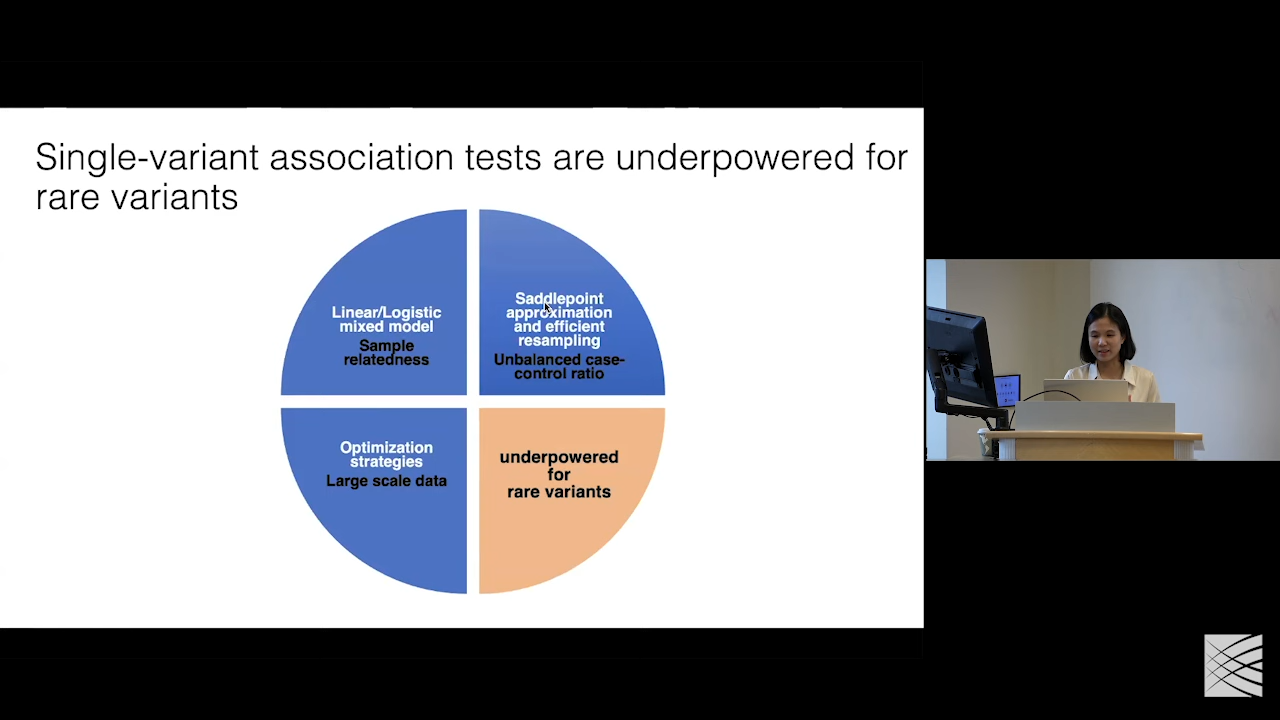 Single-variant association tests are underpowered for
rare variants
Linear/Logistic
mixed model
Sample
relatedness
Saddlepoint
approximation
and efficient
resampling
Unbalanced case-
control ratio
Optimization
strategies
Large scale data
underpowered
for
rare variants